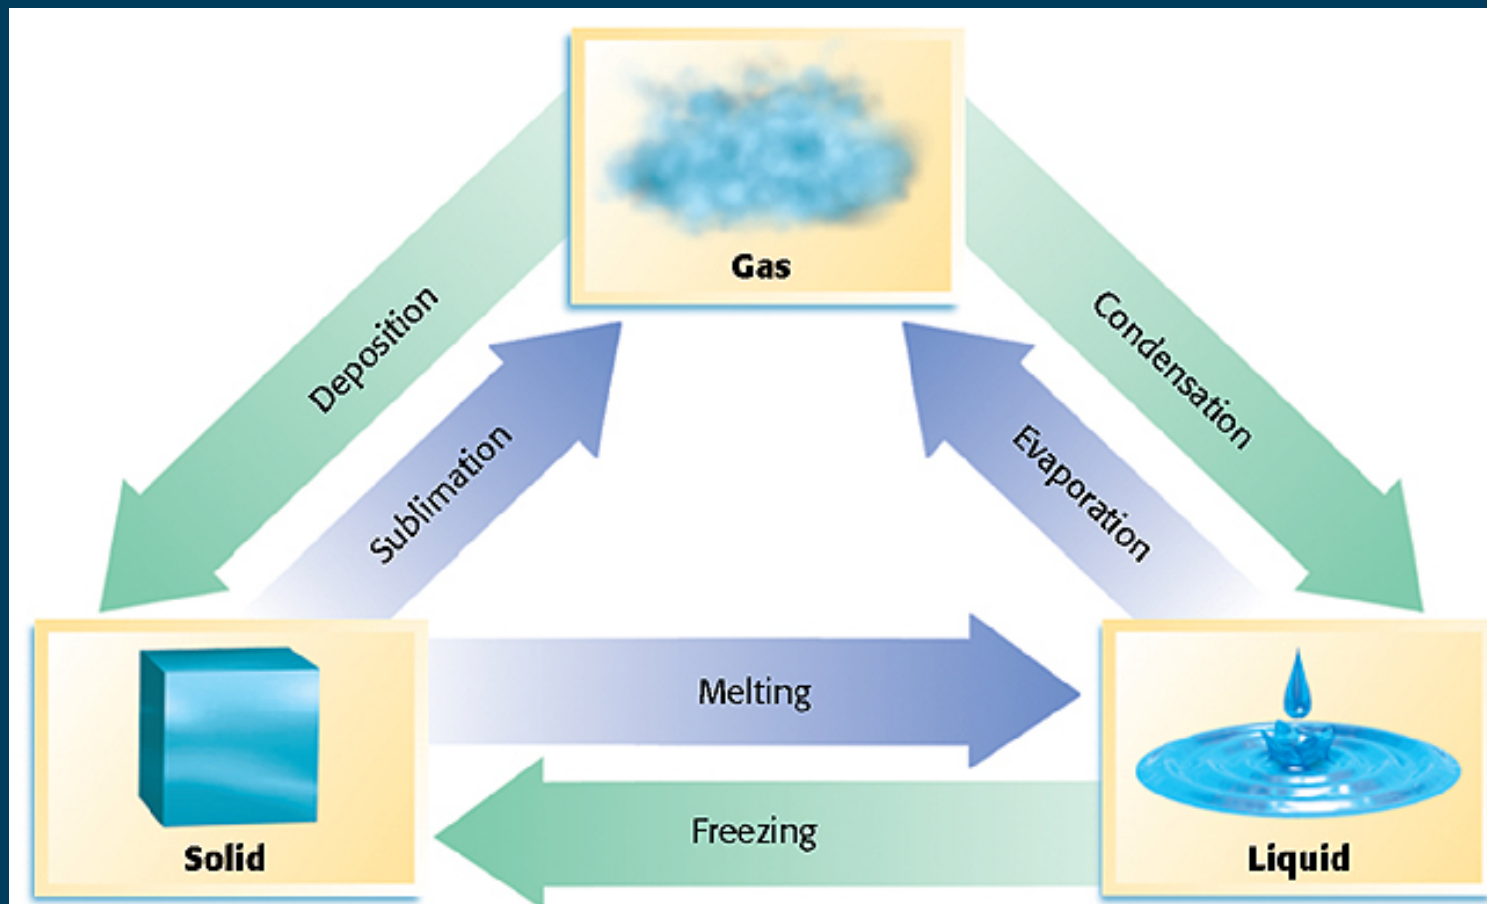 Gas
Deposition
Condensation
Sublimation
Evaporation
Melting
Freezing
Solid
Liquid